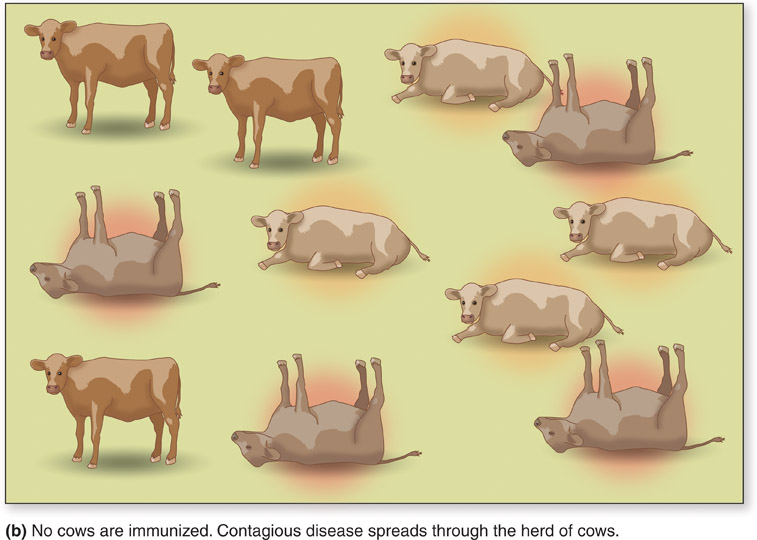 (b) No cows are immunized. Contagious disease spreads through the herd of cows.